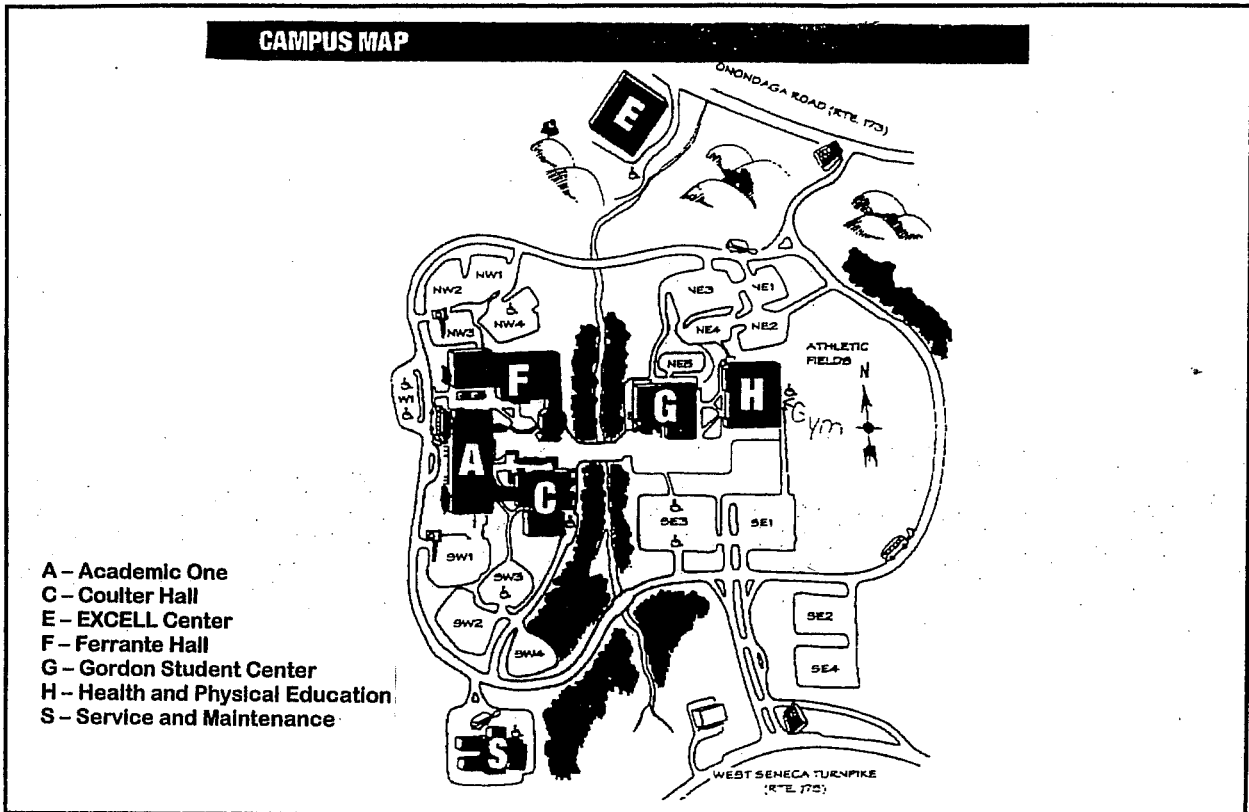 CAMPUS MAP
ONONDAGA ROAD (RTE 173)
E
NW1
NW2
NW3
NW4
NE3
NE1
NE4
NE2
NE5
ATHLETIC
FIELDS
N
W1
F
G
H
Gym
A
C
SE3
SE1
SW1
SW3
SW2
SW4
SE2
SE4
A – Academic One
C – Coulter Hall
E – EXCELL Center
F – Ferrante Hall
G – Gordon Student Center
H – Health and Physical Education
S – Service and Maintenance
S
WEST SENECA TURNPIKE
(RTE 175)